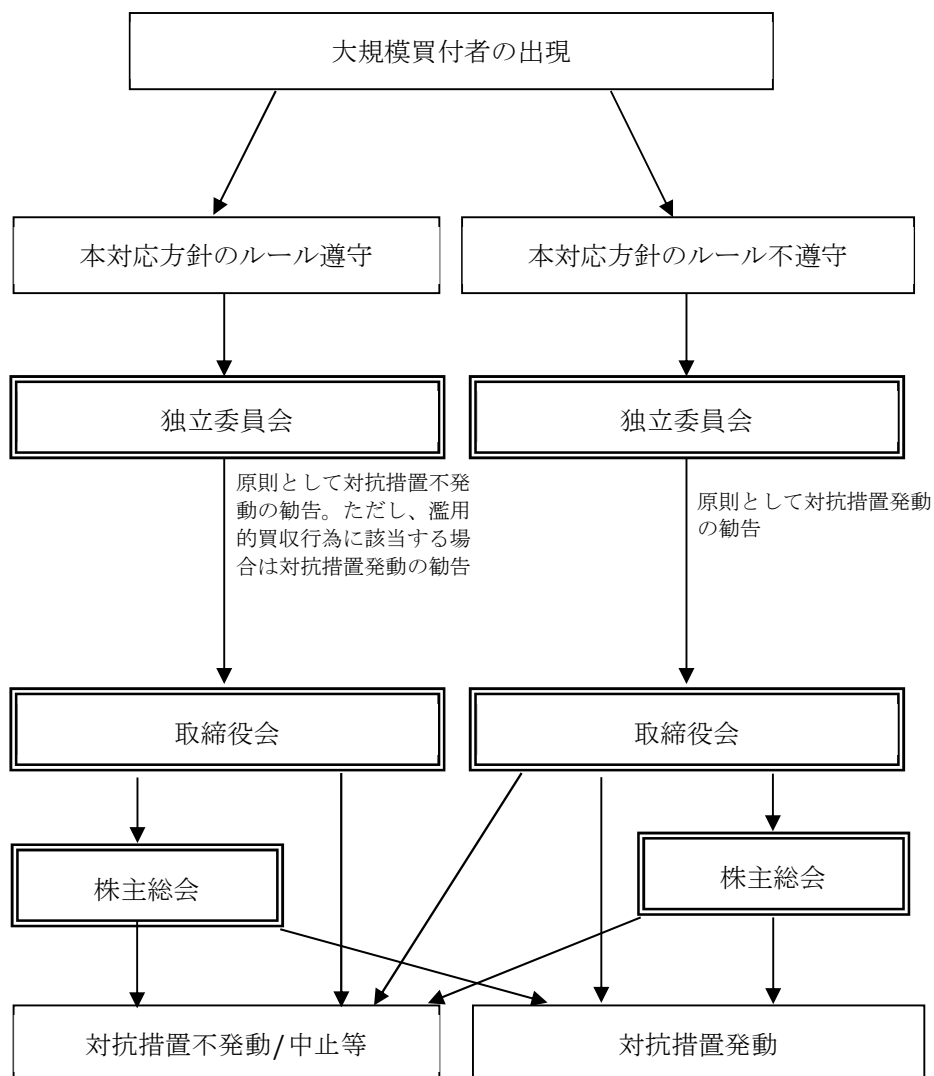 大規模買付者の出現
本対応方針のルール遵守
本対応方針のルール不遵守
独立委員会
独立委員会
原則として対抗措置不発
動の勧告。ただし、濫用
的買収行為に該当する場
合は対抗措置発動の勧告
原則として対抗措置発動
の勧告
取締役会
取締役会
株主総会
株主総会
対抗措置不発動/中止等
対抗措置発動